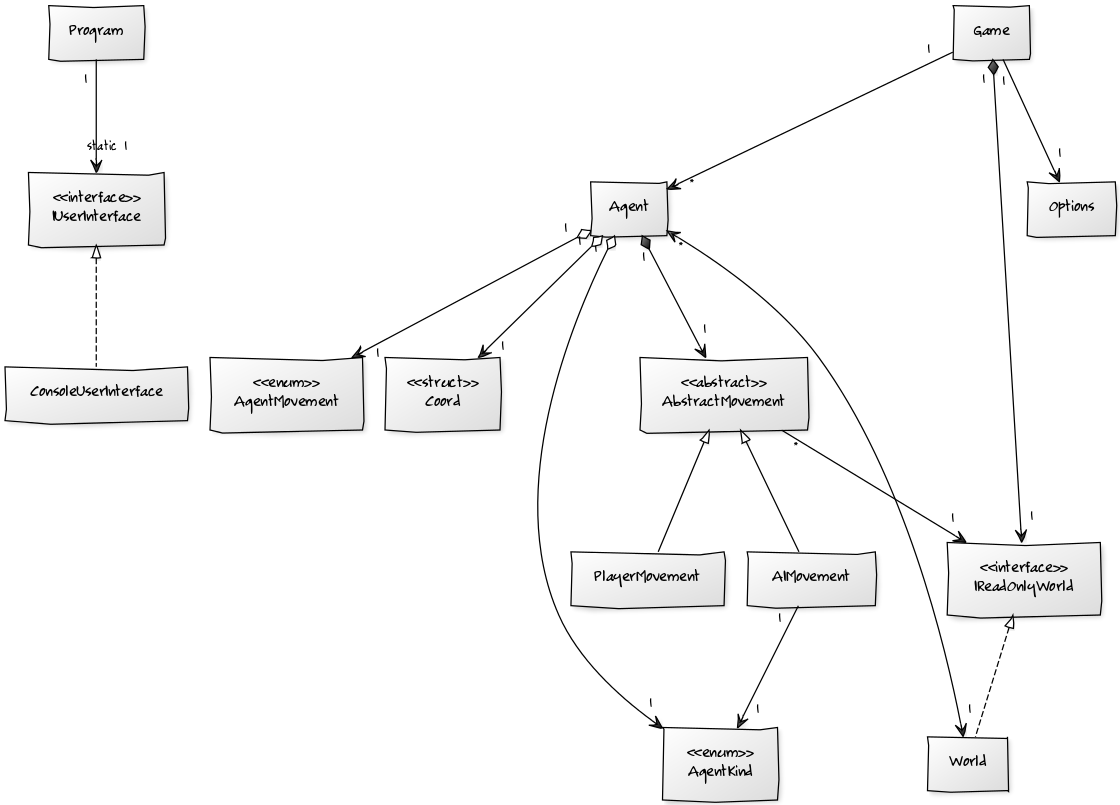 Program
Game
1
1
1
1
static 1
1
*
<<interface>>
IUserInterface
Agent
Options
1
1
1
1
*
1
1
1
ConsoleUserInterface
<<enum>>
AgentMovement
<<struct>>
Coord
<<abstract>>
AbstractMovement
*
1
1
PlayerMovement
AIMovement
<<interface>>
IReadOnlyWorld
1
1
1
1
<<enum>>
AgentKind
World